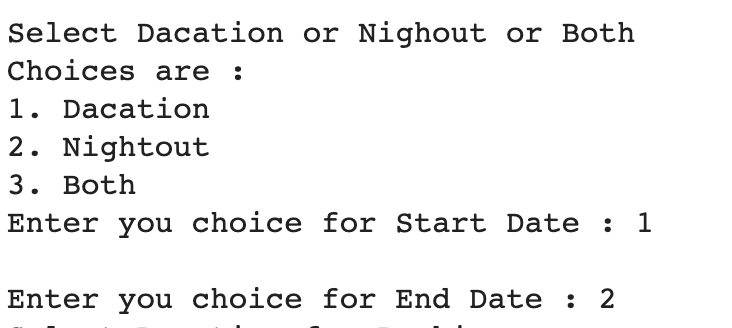 Select Dacation or Nighout or Both
Choices are :
1. Dacation
2. Nightout
3. Both
Enter you choice for Start Date : 1
Enter you choice for End Date : 2